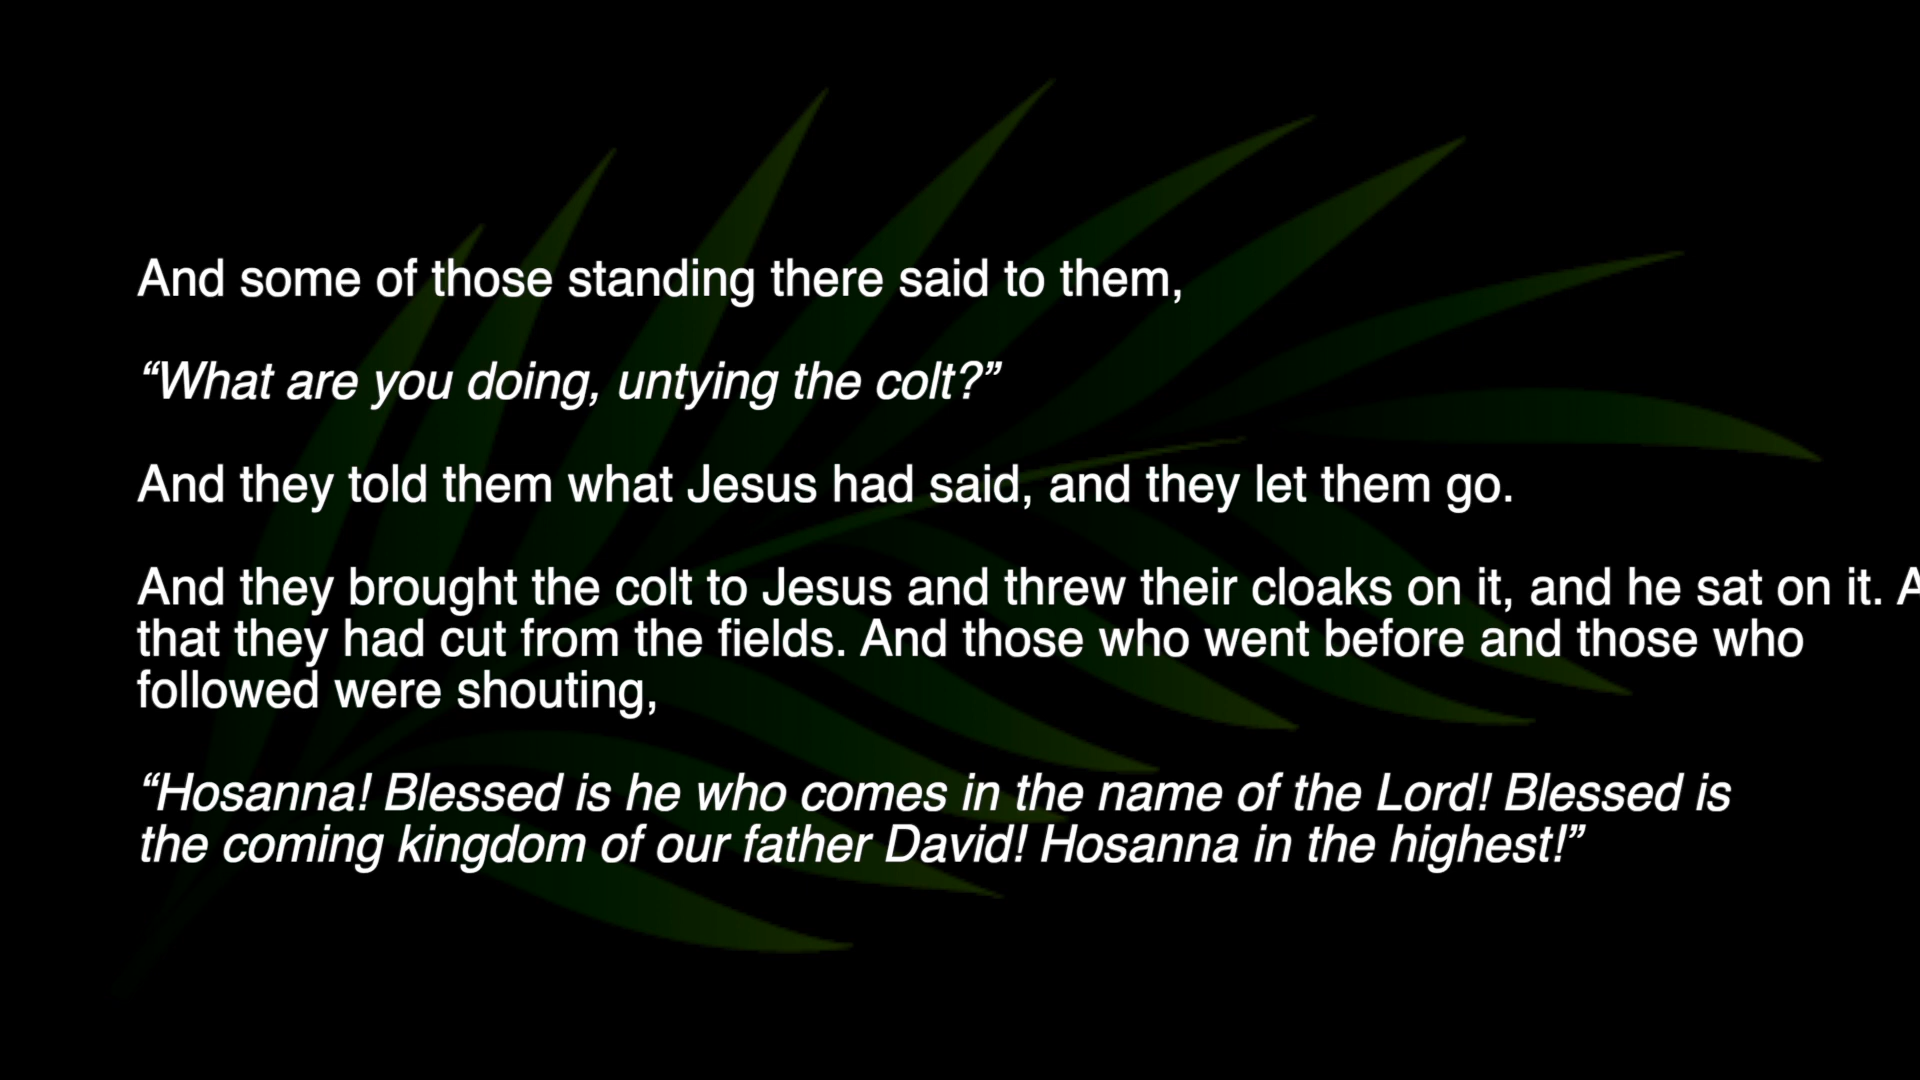 And some of those standing there said to them,
“What are you doing, untying the colt?”
And they told them what Jesus had said, and they let them go.
And they brought the colt to Jesus and threw their cloaks on it, and he sat on it.
that they had cut from the fields. And those who went before and those who
followed were shouting,
“Hosanna! Blessed is he who comes in the name of the Lord! Blessed is
the coming kingdom of our father David! Hosanna in the highest!”